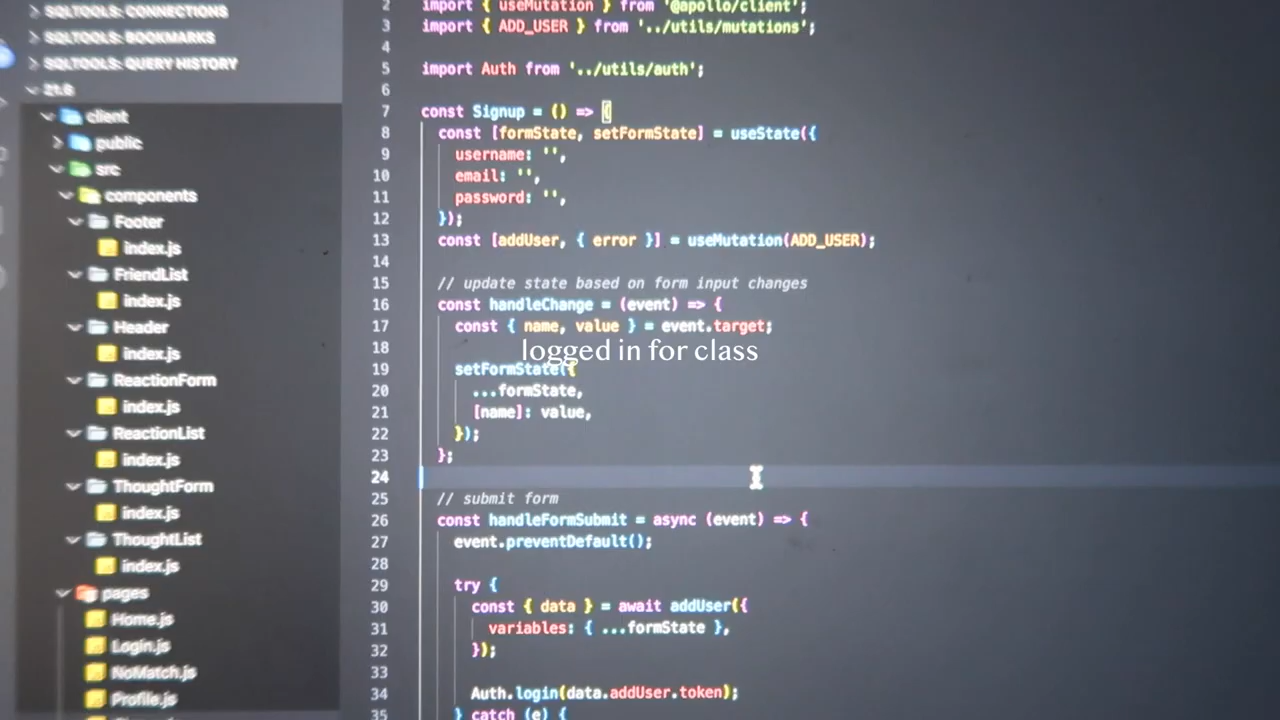 SQLTOOLS: CONNECTIONS
SQLTOOLS: BOOKMARKS
SQLTOOLS: QUERY HISTORY
21.6
client
public
src
components
Footer
index.js
FriendList
index.js
Header
index.js
ReactionForm
index.js
ReactionList
index.js
ThoughtForm
index.js
ThoughtList
index.js
pages
Home.js
Login.js
NoMatch.js
Profile.js
2 import { useMutation } from '@apollo/client';
3 import { ADD_USER } from '../utils/mutations';
4
5 import Auth from '../utils/auth';
6
7 const Signup = () => {
8 const [formState, setFormState] = useState({
9 username: '',
10 email: '',
11 password: '',
12 });
13 const [addUser, { error }] = useMutation(ADD_USER);
14
15 // update state based on form input changes
16 const handleChange = (event) => {
17 const { name, value } = event.target;
18
19 setFormState({
20 ...formState,
21 [name]: value,
22 });
23 };
24
25 // submit form
26 const handleFormSubmit = async (event) => {
27 event.preventDefault();
28
29 try {
30 const { data } = await addUser({
31 variables: { ...formState },
32 });
33
34 Auth.login(data.addUser.token);
35 } catch (e) {
logged in for class